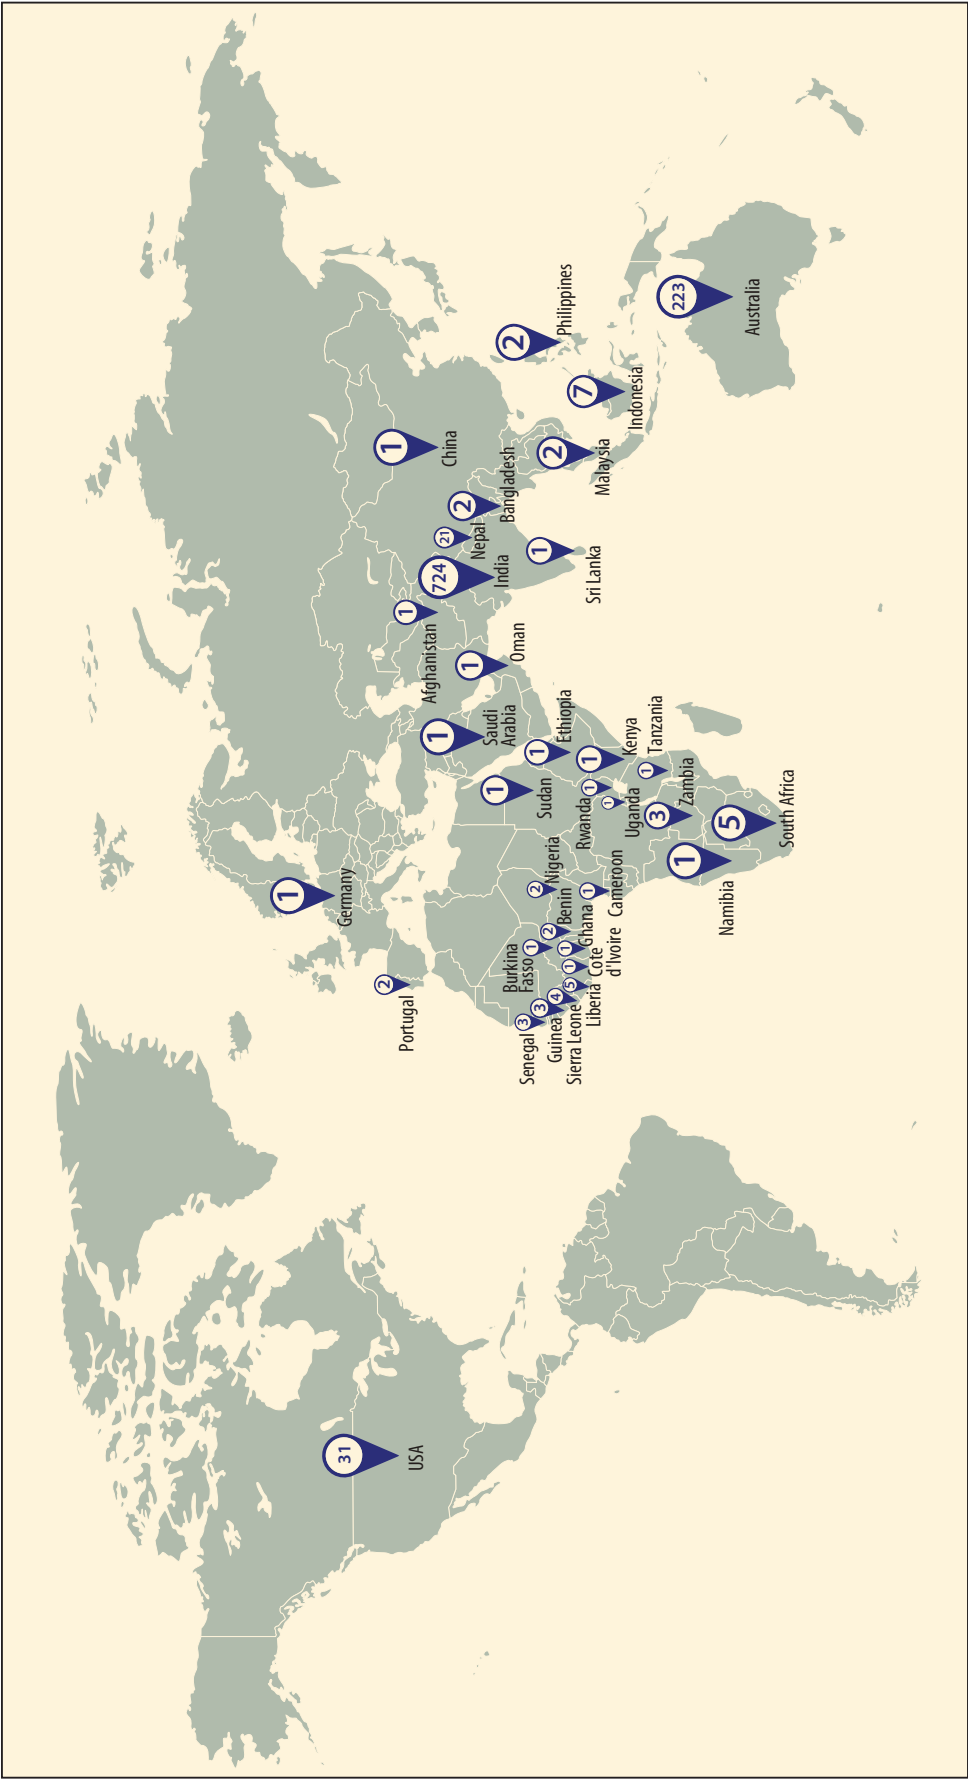 31
USA
2
Portugal
1
Germany
3
Senegal
3
Guinea
4
Sierra Leone
5
Liberia
1
Cote
d'Ivoire
1
Burkina
Fasso
1
Ghana
2
Benin
2
Nigeria
1
Cameroon
1
Sudan
1
Ethiopia
1
Kenya
1
Rwanda
1
Uganda
1
Tanzania
3
Zambia
1
Namibia
5
South Africa
1
Saudi
Arabia
1
Oman
1
Afghanistan
724
India
21
Nepal
2
Bangladesh
1
Sri Lanka
1
China
2
Malaysia
7
Indonesia
2
Philippines
223
Australia